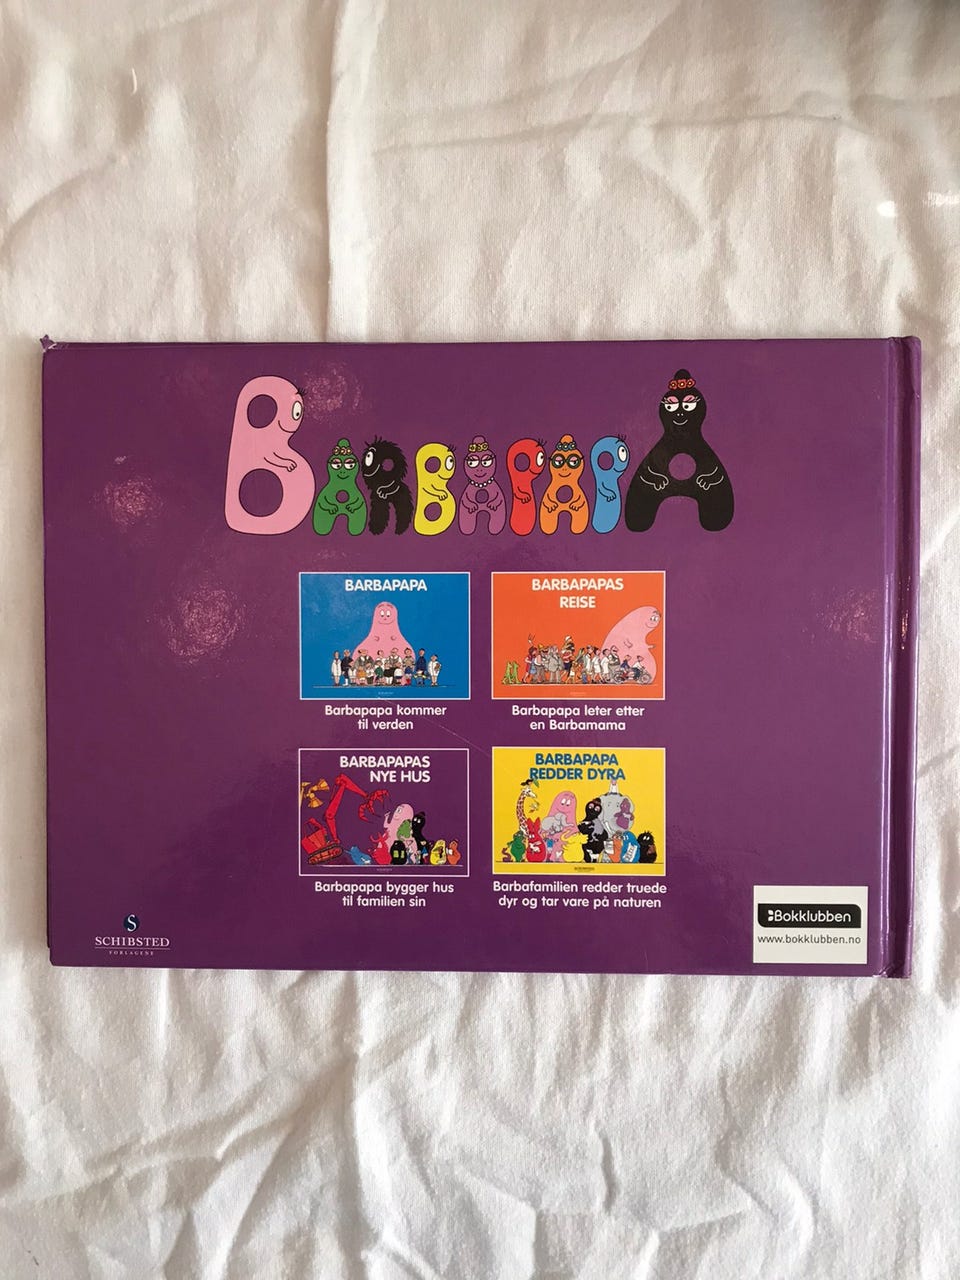 BARBAPAPA
BARBAPAPA
Barbapapa kommer
til verden
BARBAPAPAS
REISE
Barbapapa leter etter
en Barbamama
BARBAPAPAS
NYE HUS
Barbapapa bygger hus
til familien sin
BARBAPAPA
REDDER DYRA
Barbafamilien redder truede
dyr og tar vare på naturen
S
SCHIBSTED
FORLAGENE
Bokklubben
www.bokklubben.no